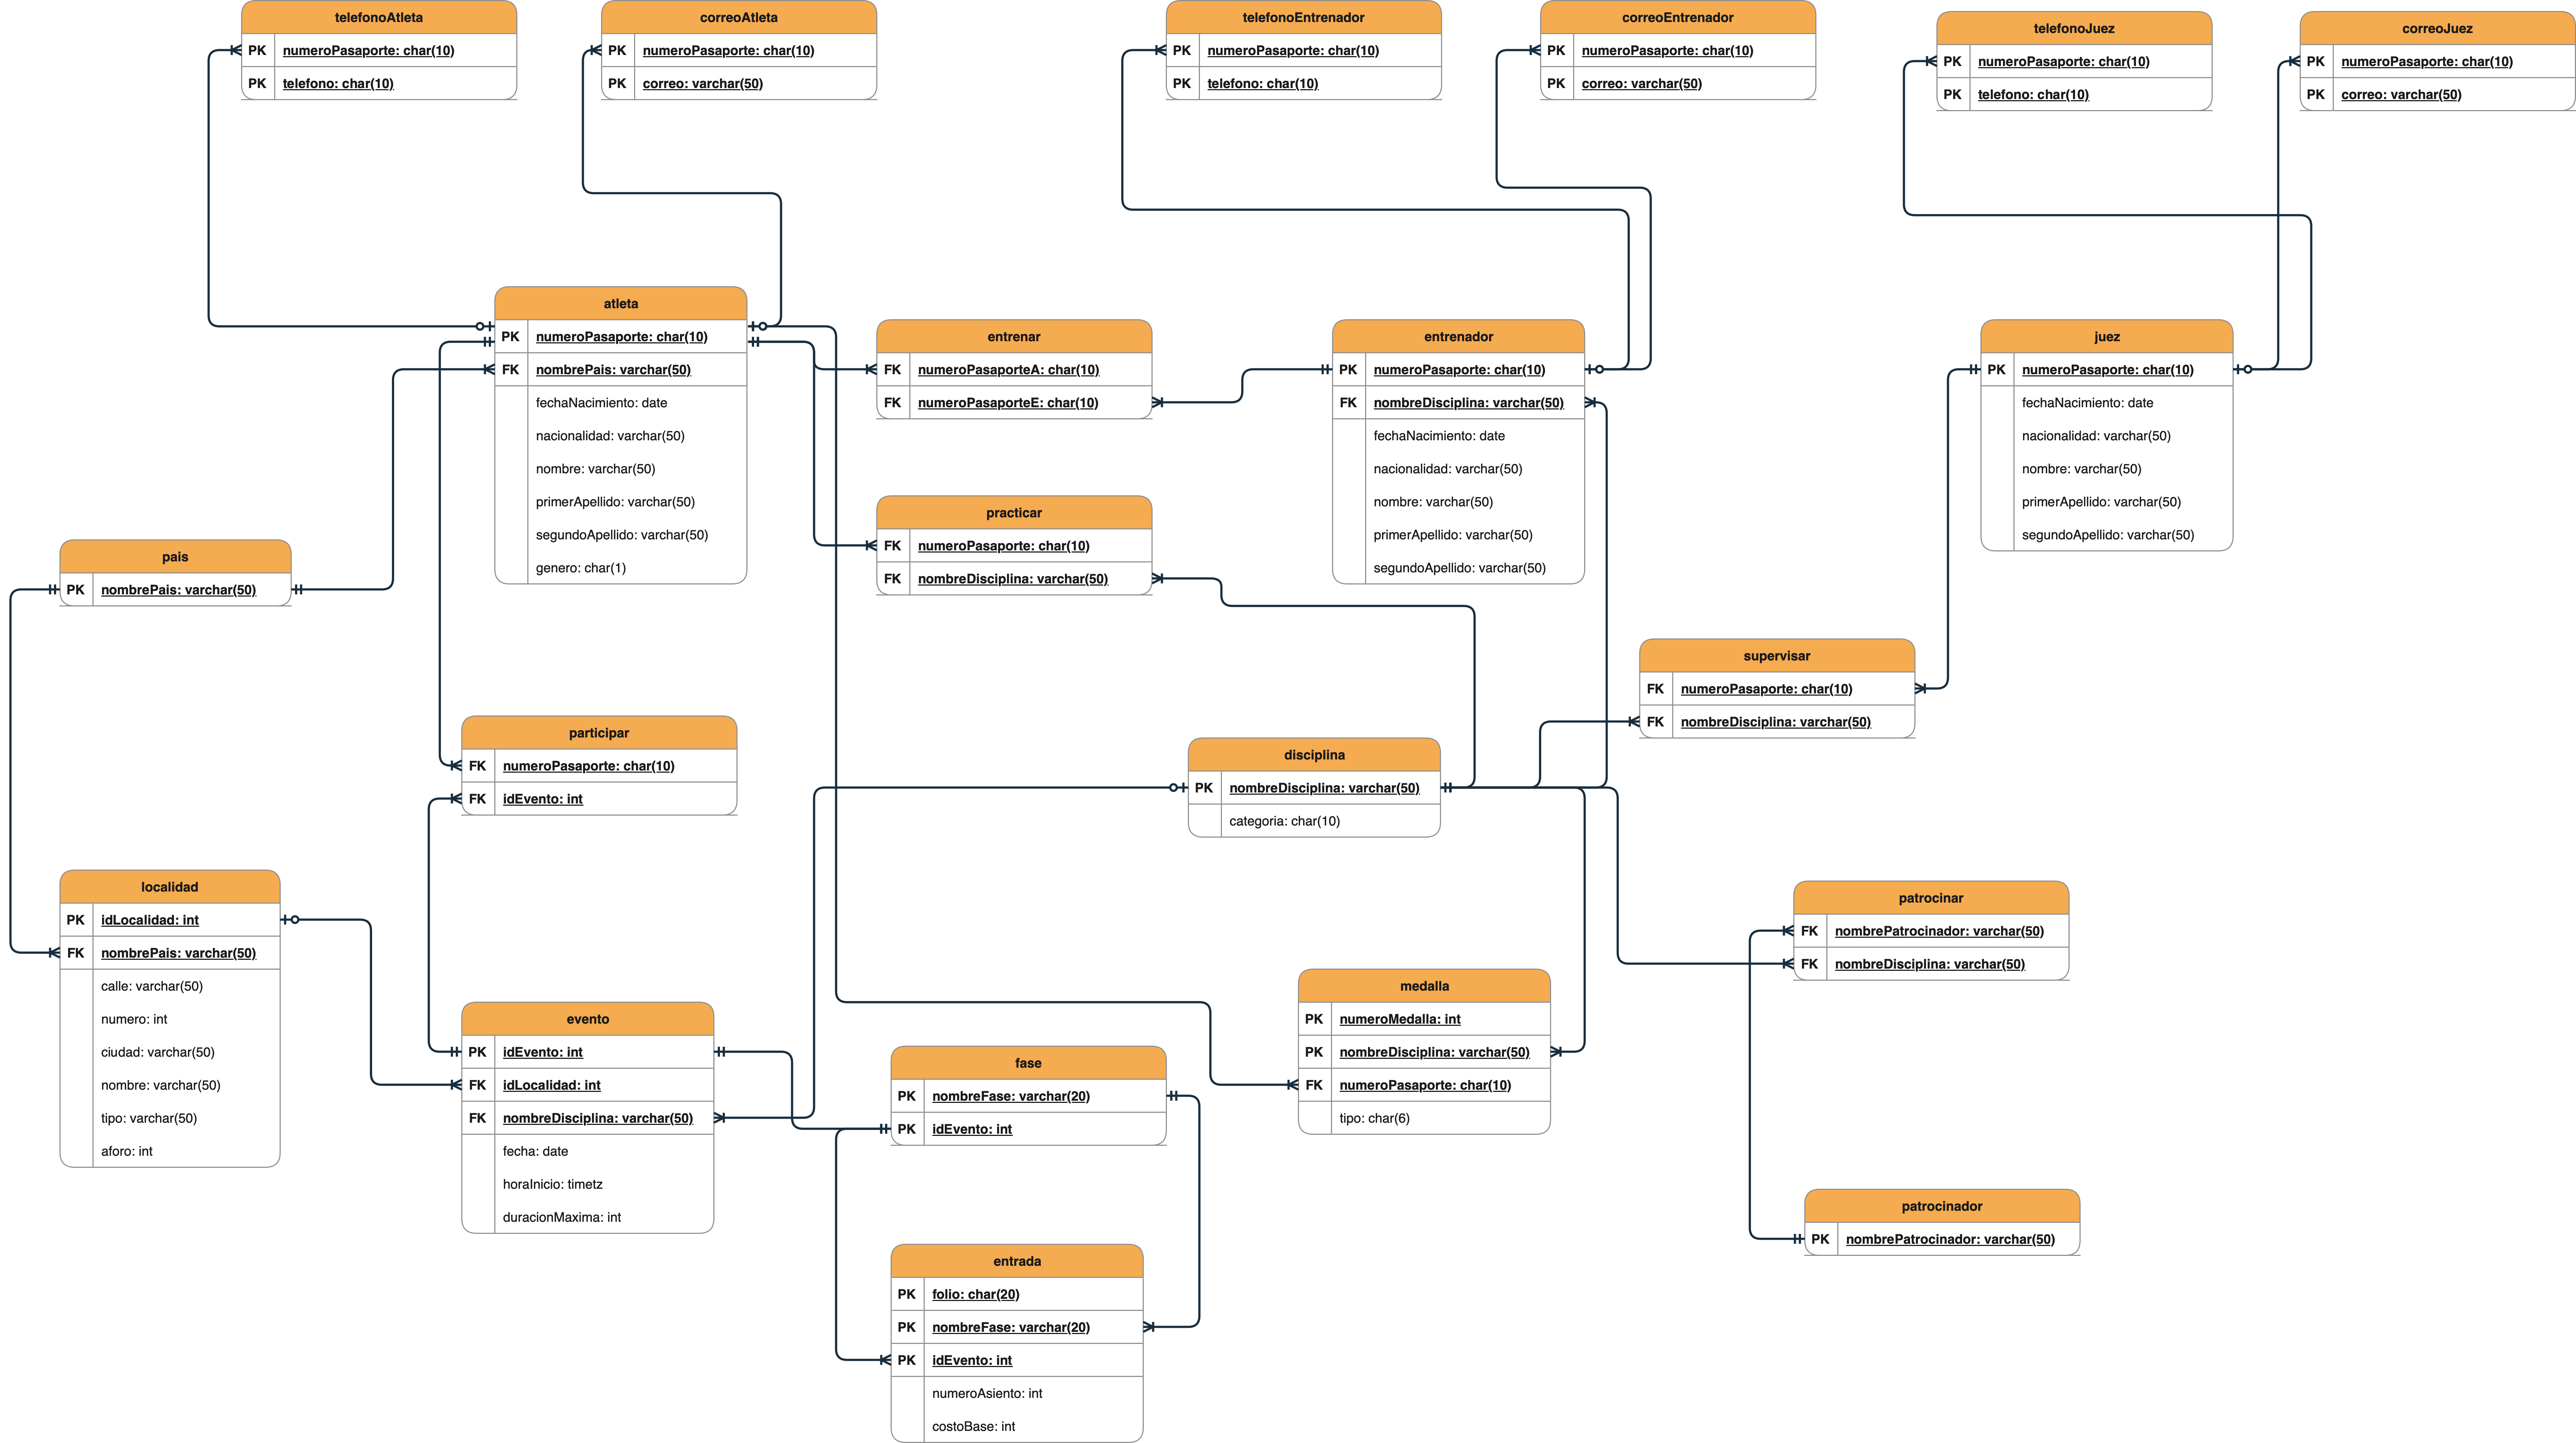 telefonoAtleta
PK numeroPasaporte: char(10)
PK telefono: char(10)
correoAtleta
PK numeroPasaporte: char(10)
PK correo: varchar(50)
telefonoEntrenador
PK numeroPasaporte: char(10)
PK telefono: char(10)
correoEntrenador
PK numeroPasaporte: char(10)
PK correo: varchar(50)
telefonoJuez
PK numeroPasaporte: char(10)
PK telefono: char(10)
correoJuez
PK numeroPasaporte: char(10)
PK correo: varchar(50)
atleta
PK numeroPasaporte: char(10)
FK nombrePais: varchar(50)
fechaNacimiento: date
nacionalidad: varchar(50)
nombre: varchar(50)
primerApellido: varchar(50)
segundoApellido: varchar(50)
genero: char(1)
entrenar
FK numeroPasaporteA: char(10)
FK numeroPasaporteE: char(10)
entrenador
PK numeroPasaporte: char(10)
FK nombreDisciplina: varchar(50)
fechaNacimiento: date
nacionalidad: varchar(50)
nombre: varchar(50)
primerApellido: varchar(50)
segundoApellido: varchar(50)
juez
PK numeroPasaporte: char(10)
fechaNacimiento: date
nacionalidad: varchar(50)
nombre: varchar(50)
primerApellido: varchar(50)
segundoApellido: varchar(50)
practicar
FK numeroPasaporte: char(10)
FK nombreDisciplina: varchar(50)
pais
PK nombrePais: varchar(50)
supervisar
FK numeroPasaporte: char(10)
FK nombreDisciplina: varchar(50)
participar
FK numeroPasaporte: char(10)
FK idEvento: int
disciplina
PK nombreDisciplina: varchar(50)
categoria: char(10)
localidad
PK idLocalidad: int
FK nombrePais: varchar(50)
calle: varchar(50)
numero: int
ciudad: varchar(50)
nombre: varchar(50)
tipo: varchar(50)
aforo: int
patrocinar
FK nombrePatrocinador: varchar(50)
FK nombreDisciplina: varchar(50)
medalla
PK numeroMedalla: int
PK nombreDisciplina: varchar(50)
FK numeroPasaporte: char(10)
tipo: char(6)
evento
PK idEvento: int
FK idLocalidad: int
FK nombreDisciplina: varchar(50)
fecha: date
horaInicio: timetz
duracionMaxima: int
fase
PK nombreFase: varchar(20)
PK idEvento: int
patrocinador
PK nombrePatrocinador: varchar(50)
entrada
PK folio: char(20)
PK nombreFase: varchar(20)
PK idEvento: int
numeroAsiento: int
costoBase: int